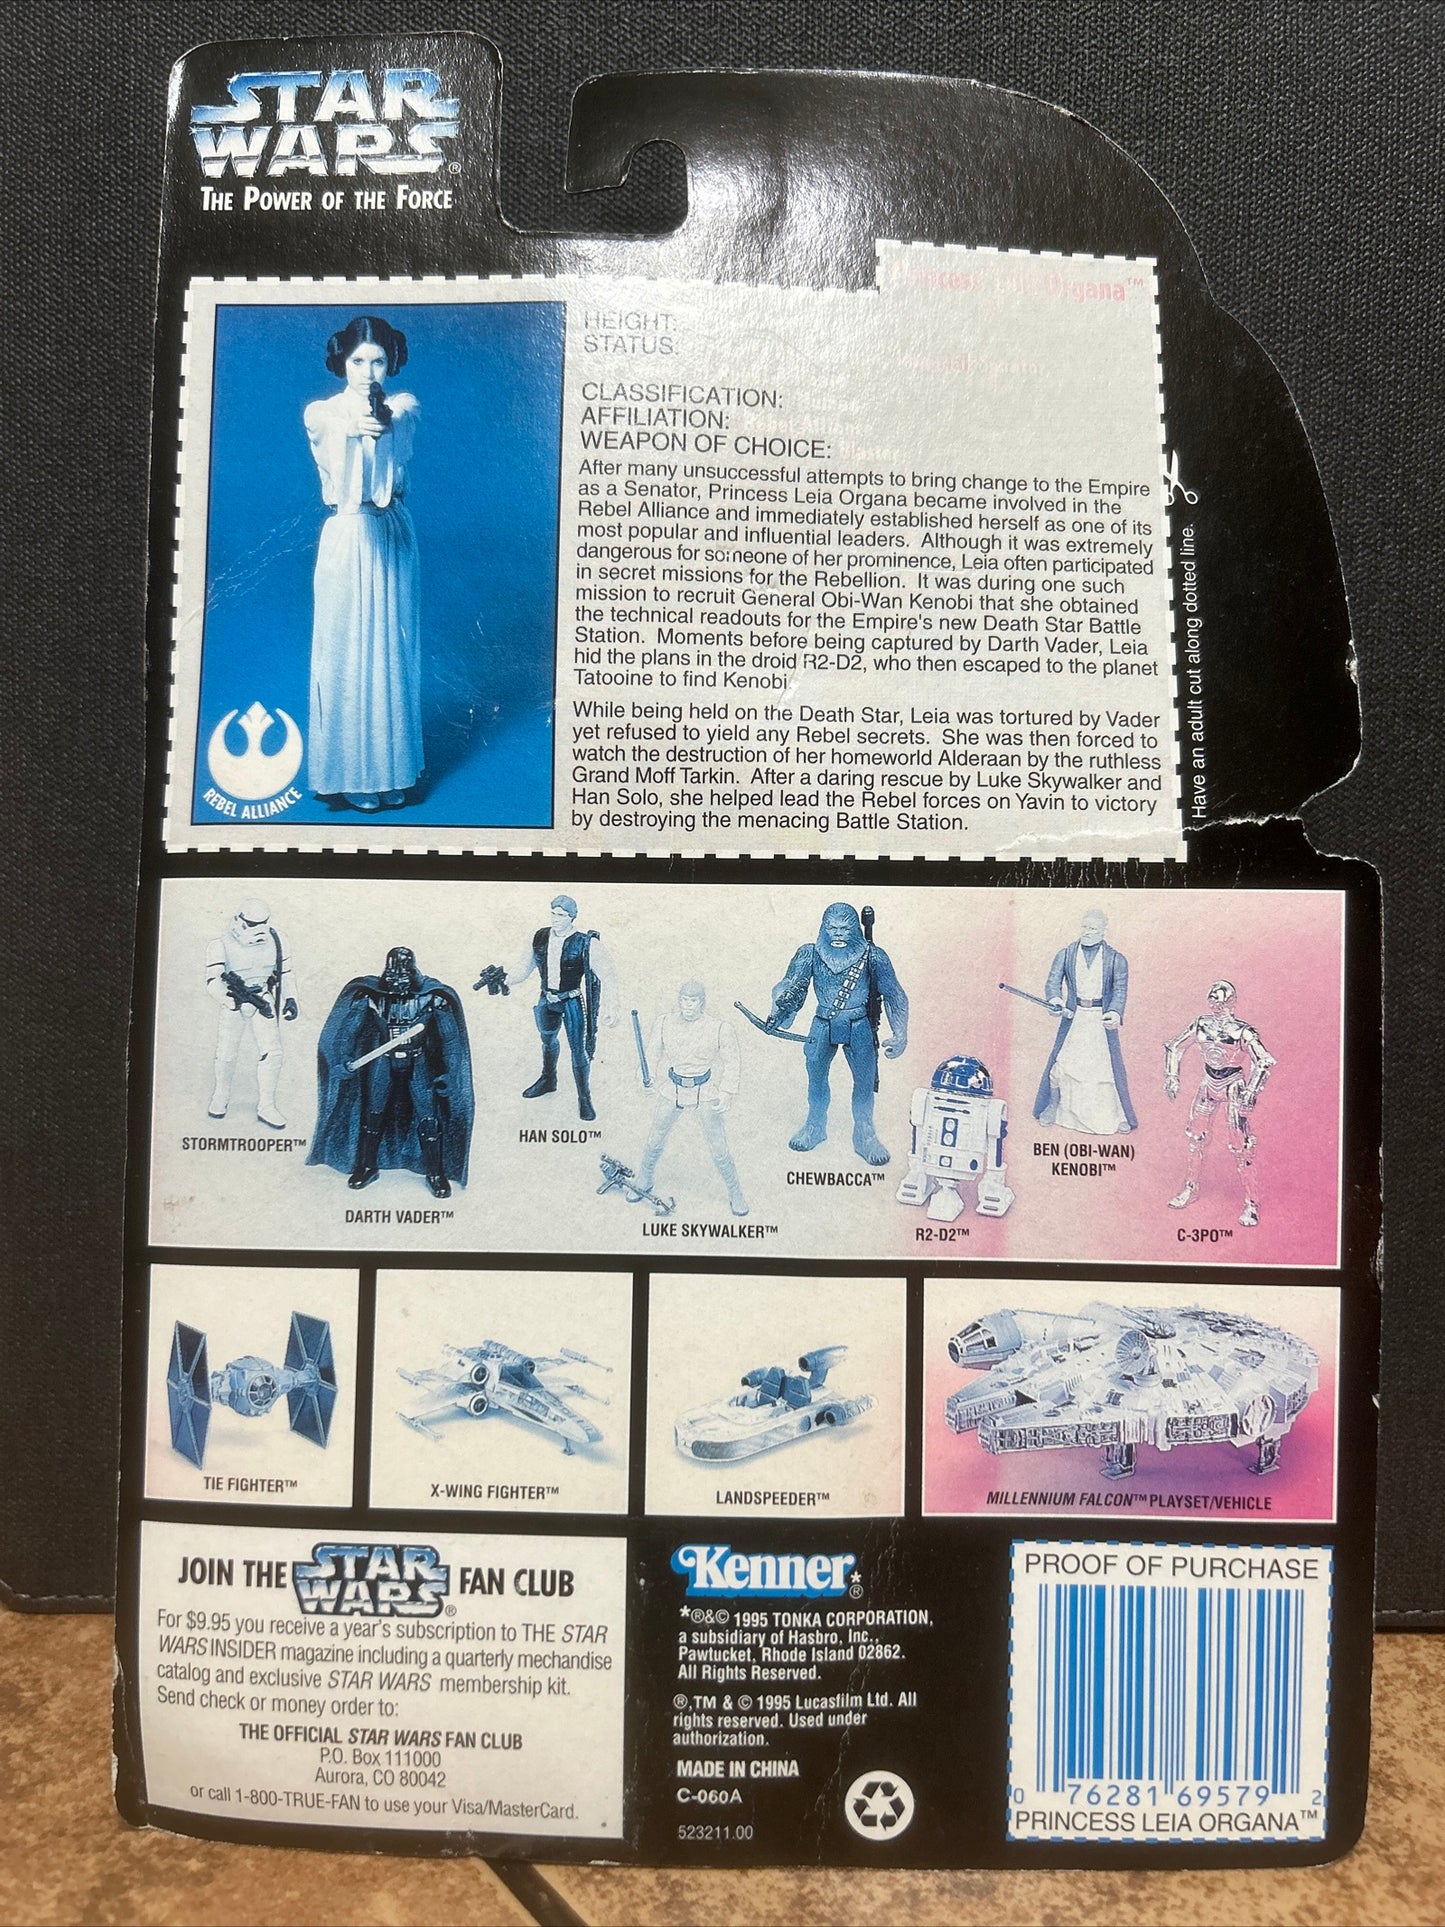 STAR
WARS®
THE POWER OF THE FORCE
Organa™
HEIGHT:
STATUS:
CLASSIFICATION:
AFFILIATION: Rebel Alliance
WEAPON OF CHOICE: Blaster
After many unsuccessful attempts to bring change to the Empire
as a Senator, Princess Leia Organa became involved in the
Rebel Alliance and immediately established herself as one of its
most popular and influential leaders. Although it was extremely
dangerous for someone of her prominence, Leia often participated
in secret missions for the Rebellion. It was during one such
mission to recruit General Obi-Wan Kenobi that she obtained
the technical readouts for the Empire's new Death Star Battle
Station. Moments before being captured by Darth Vader, Leia
hid the plans in the droid R2-D2, who then escaped to the planet
Tatooine to find Kenobi.
While being held on the Death Star, Leia was tortured by Vader
yet refused to yield any Rebel secrets. She was then forced to
watch the destruction of her homeworld Alderaan by the ruthless
Grand Moff Tarkin. After a daring rescue by Luke Skywalker and
Han Solo, she helped lead the Rebel forces on Yavin to victory
by destroying the menacing Battle Station.
REBEL ALLIANCE
Have an adult cut along dotted line.
STORMTROOPER™
DARTH VADER™
HAN SOLO™
LUKE SKYWALKER™
CHEWBACCA™
R2-D2™
BEN (OBI-WAN)
KENOBI™
C-3PO™
TIE FIGHTER™
X-WING FIGHTER™
LANDSPEEDER™
MILLENNIUM FALCON™ PLAYSET/VEHICLE
JOIN THE STAR WARS® FAN CLUB
For $9.95 you receive a year's subscription to THE STAR
WARS INSIDER magazine including a quarterly mechandise
catalog and exclusive STAR WARS membership kit.
Send check or money order to:
THE OFFICIAL STAR WARS FAN CLUB
P.O. Box 111000
Aurora, CO 80042
or call 1-800-TRUE-FAN to use your Visa/MasterCard.
Kenner*®
*®&© 1995 TONKA CORPORATION,
a subsidiary of Hasbro, Inc.,
Pawtucket, Rhode Island 02862.
All Rights Reserved.
®,TM & © 1995 Lucasfilm Ltd. All
rights reserved. Used under
authorization.
MADE IN CHINA
C-060A
523211.00
PROOF OF PURCHASE
0 76281 69579 2
PRINCESS LEIA ORGANA™